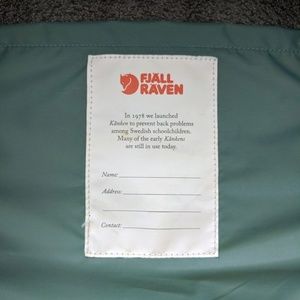 FJÄLL
RÄVEN
In 1978 we launched
Kånken to prevent back problems
among Swedish schoolchildren.
Many of the early Kånkens
are still in use today.
Name:
Address:
Contact: